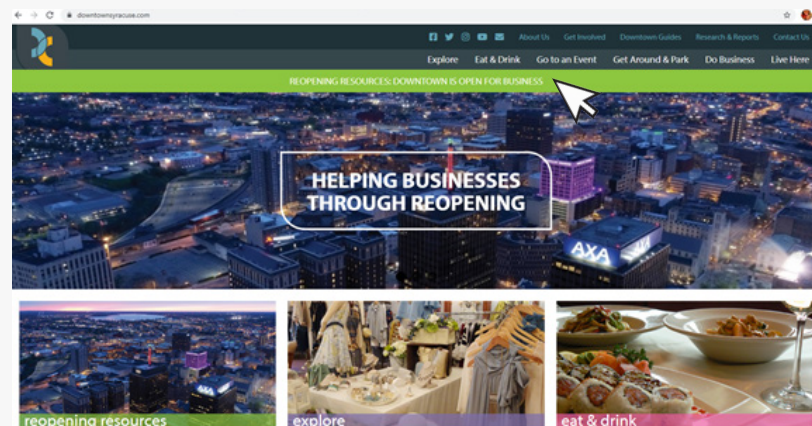 downtownsyracuse.com
About Us Get Involved Downtown Guides Research & Reports Contact Us
Explore Eat & Drink Go to an Event Get Around & Park Do Business Live Here
REOPENING RESOURCES: DOWNTOWN IS OPEN FOR BUSINESS
HELPING BUSINESSES
THROUGH REOPENING
AXA
AXA
reopening resources
explore
eat & drink